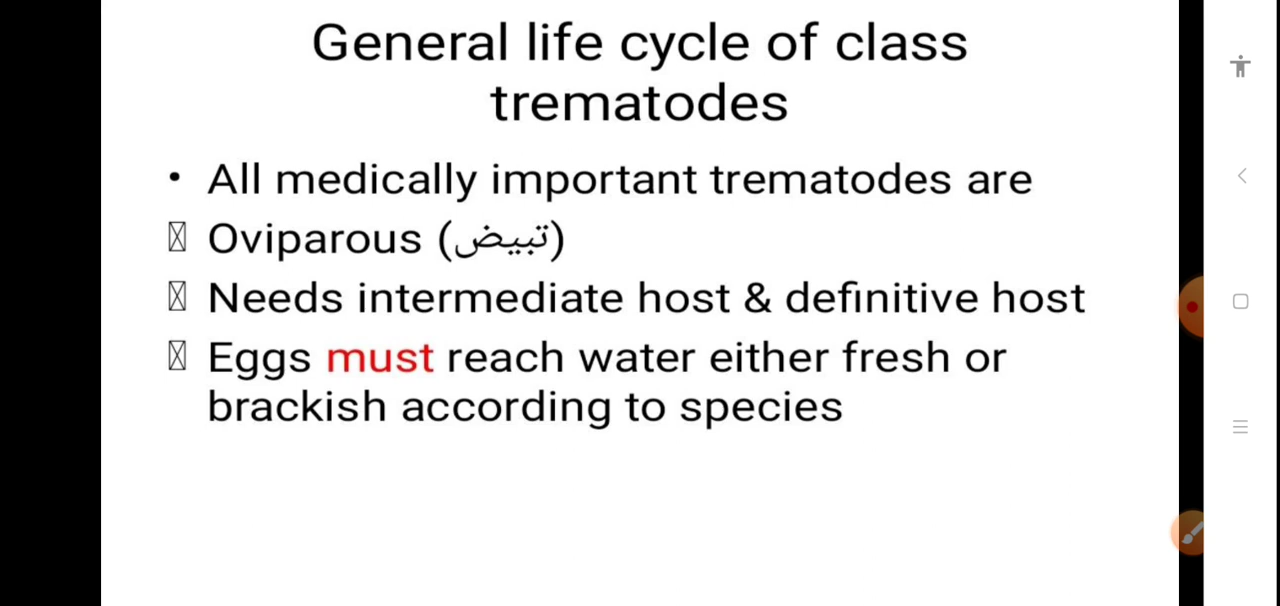 General life cycle of class
trematodes
• All medically important trematodes are
Oviparous (تبيض)
Needs intermediate host & definitive host
Eggs must reach water either fresh or
brackish according to species